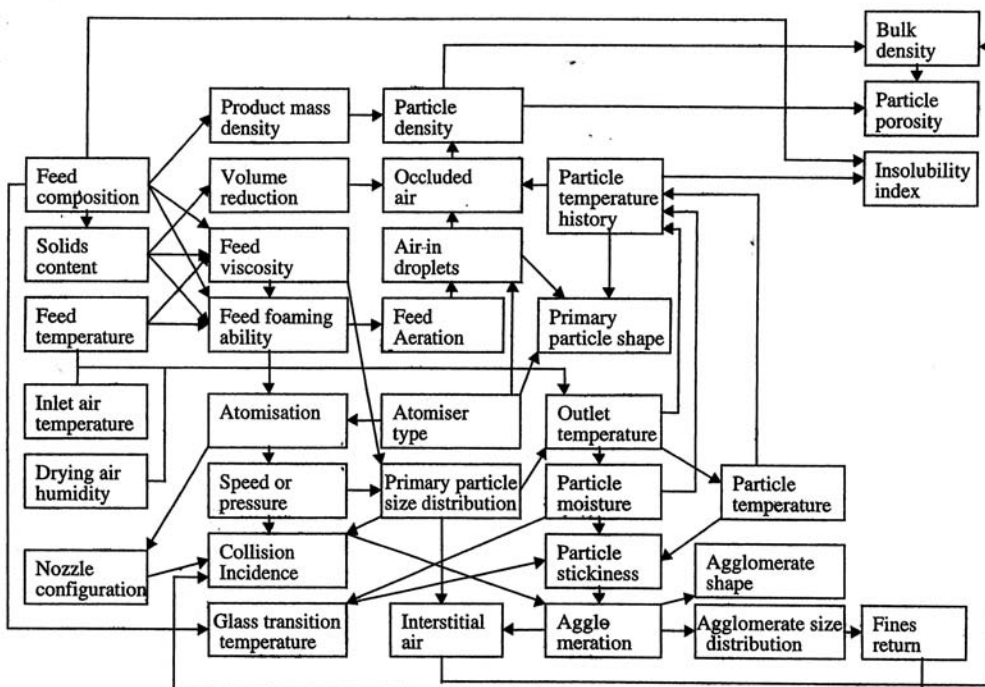 Bulk
density
Product mass
density
Particle
density
Particle
porosity
Feed
composition
Volume
reduction
Occluded
air
Particle
temperature
history
Insolubility
index
Solids
content
Feed
viscosity
Air-in
droplets
Feed
temperature
Feed foaming
ability
Feed
Aeration
Primary
particle shape
Inlet air
temperature
Atomisation
Atomiser
type
Outlet
temperature
Drying air
humidity
Speed or
pressure
Primary particle
size distribution
Particle
moisture
Particle
temperature
Nozzle
configuration
Collision
Incidence
Particle
stickiness
Agglomerate
shape
Glass transition
temperature
Interstitial
air
Agglo
meration
Agglomerate size
distribution
Fines
return